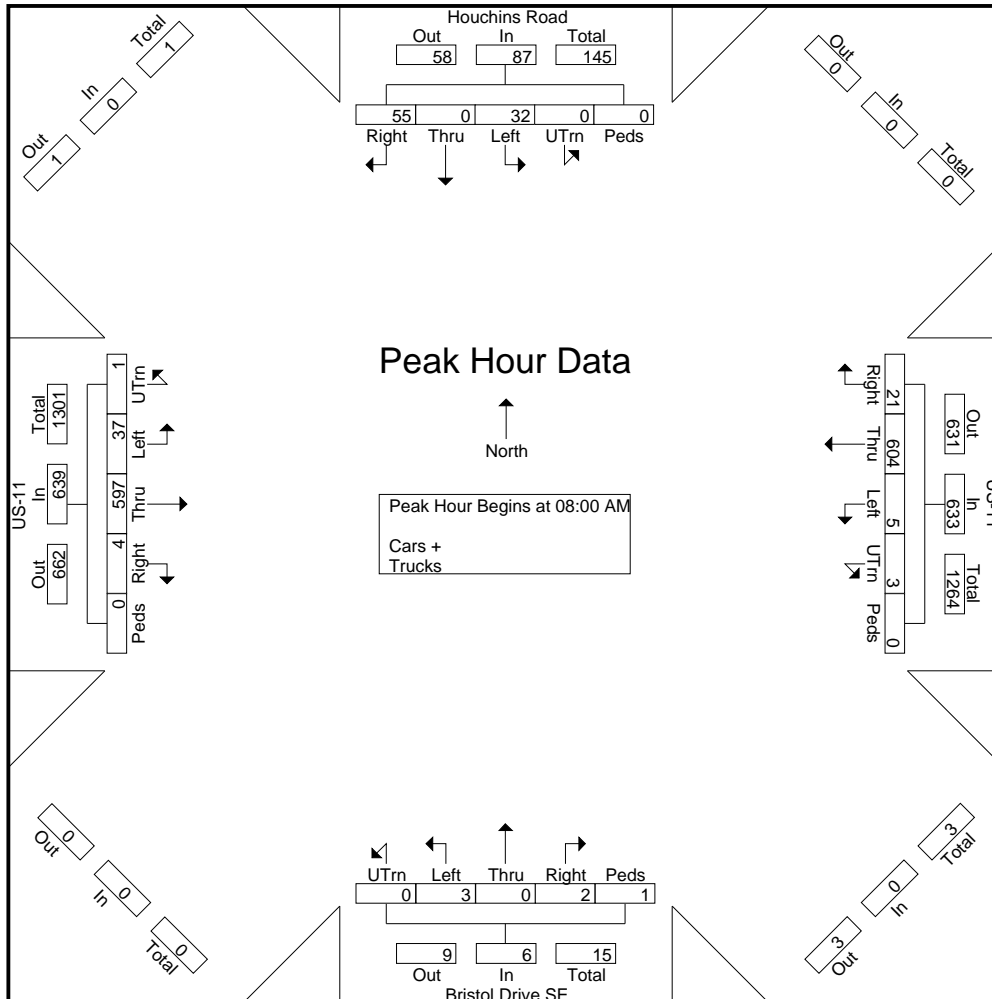 Houchins Road
Out In Total
58 87 145
55 0 32 0 0
Right Thru Left UTrn Peds
Total
1
In
0
Out
1
Out
0
In
0
Total
0
Peak Hour Data
North
Peak Hour Begins at 08:00 AM
Cars +
Trucks
US-11
Out In Total
662 639 1301
0 4 597 37 1
Peds Right Thru Left UTrn
Out In Total
631 633 1264
21 604 5 3 0
Right Thru Left UTrn Peds
UTrn Left Thru Right Peds
0 3 0 2 1
9 6 15
Out In Total
Bristol Drive SE
0
Out
0
In
0
Total
3
Total
0
In
3
Out